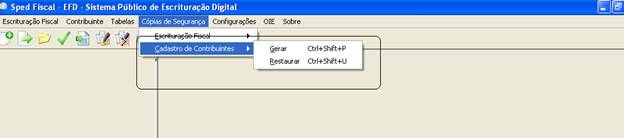 Sped Fiscal - EFD - Sistema Público de Escrituração Digital
Escrituração Fiscal Contribuinte Tabelas Cópias de Segurança Configurações OIE Sobre
Escrituração Fiscal
Cadastro de Contribuintes
Gerar Ctrl+Shift+P
Restaurar Ctrl+Shift+U